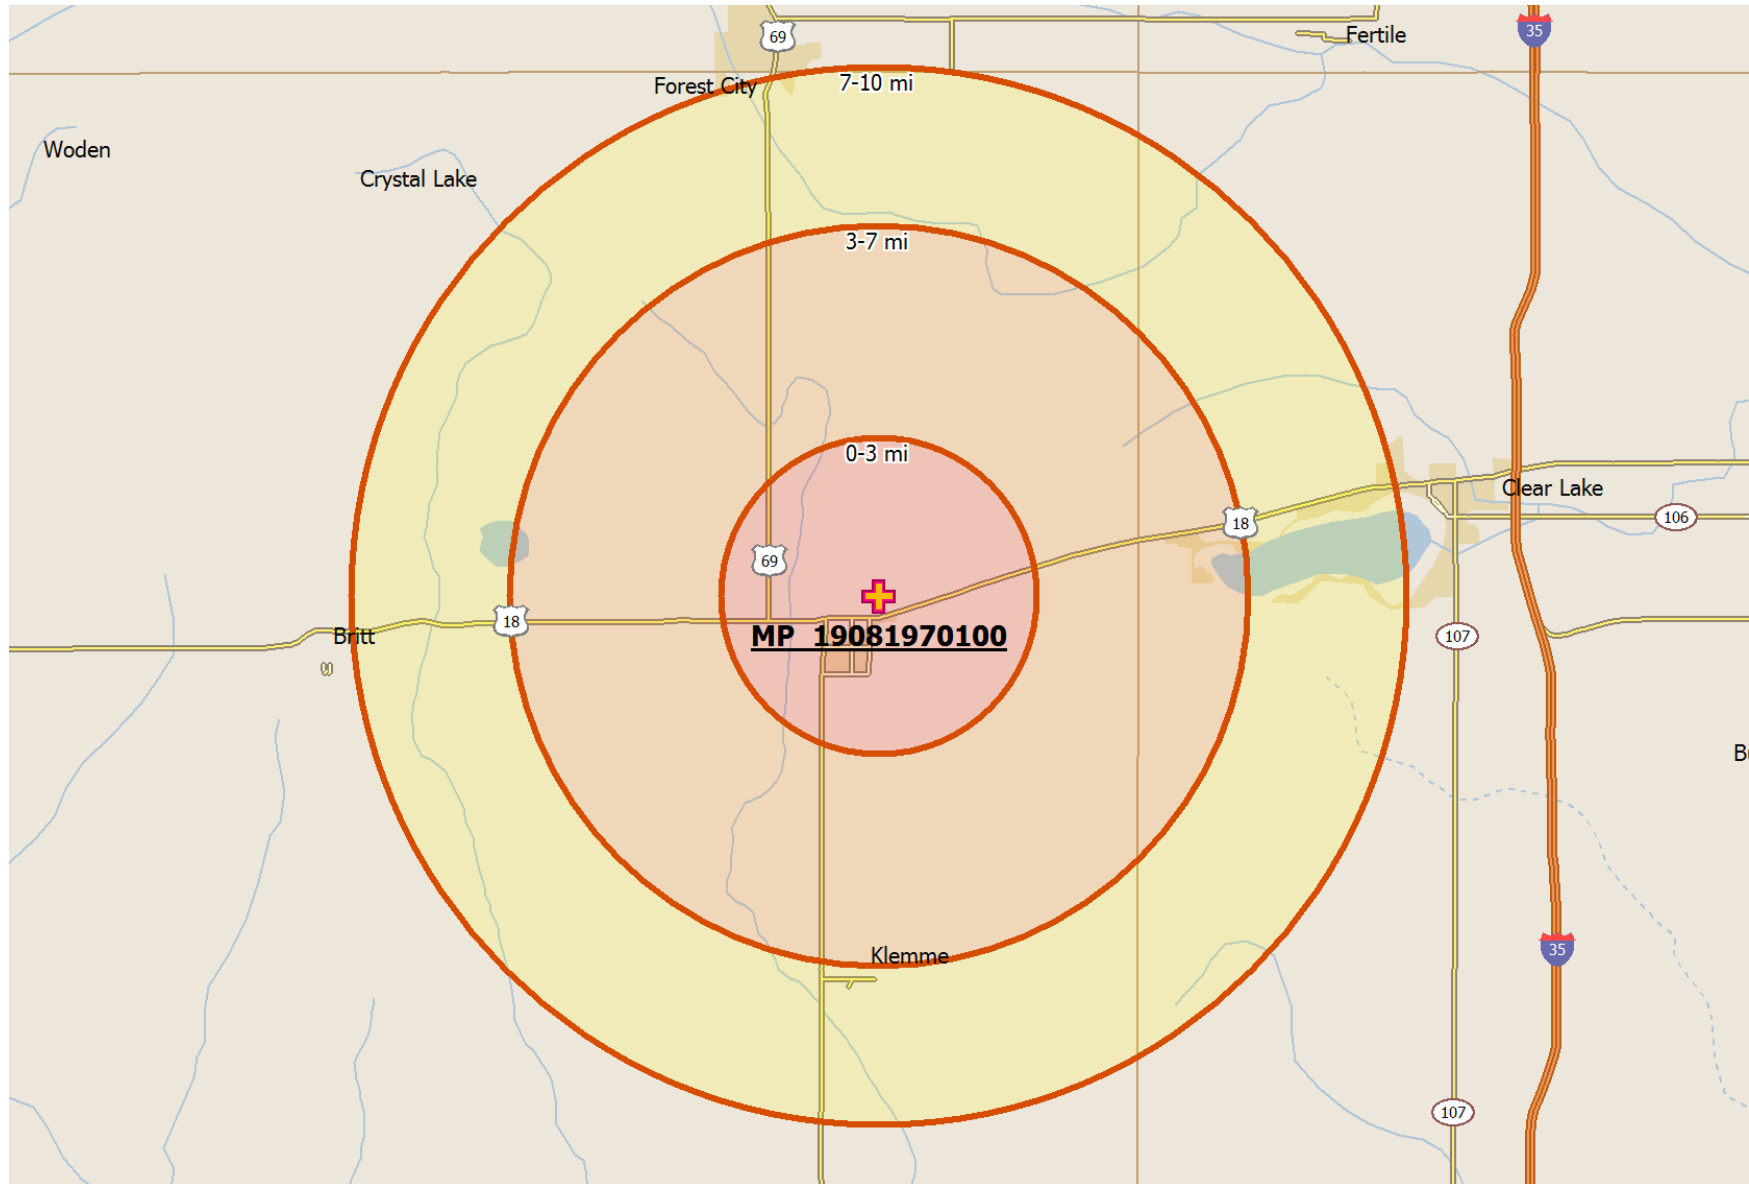 69
Fertile
35
Forest City
7-10 mi
Woden
Crystal Lake
3-7 mi
0-3 mi
Clear Lake
106
18
69
18
Britt
MP 19081970100
107
Klemme
35
107